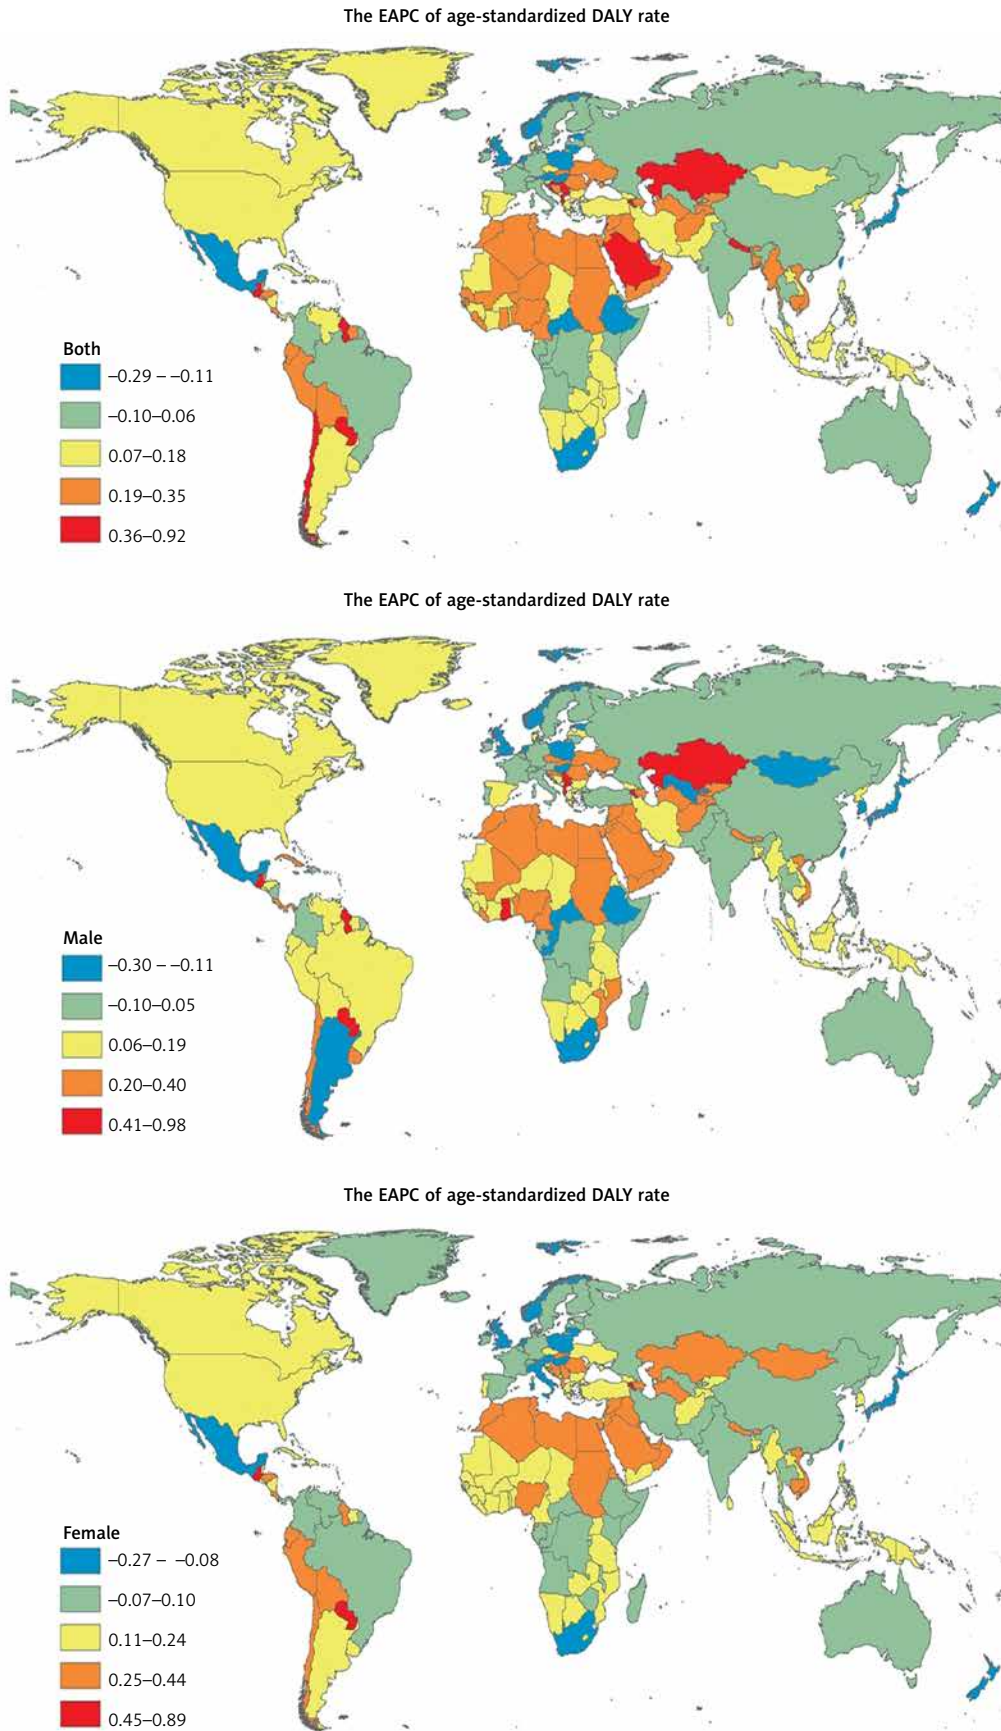 The EAPC of age-standardized DALY rate
Both
–0.29 – –0.11
–0.10–0.06
0.07–0.18
0.19–0.35
0.36–0.92
The EAPC of age-standardized DALY rate
Male
–0.30 – –0.11
–0.10–0.05
0.06–0.19
0.20–0.40
0.41–0.98
The EAPC of age-standardized DALY rate
Female
–0.27 – –0.08
–0.07–0.10
0.11–0.24
0.25–0.44
0.45–0.89